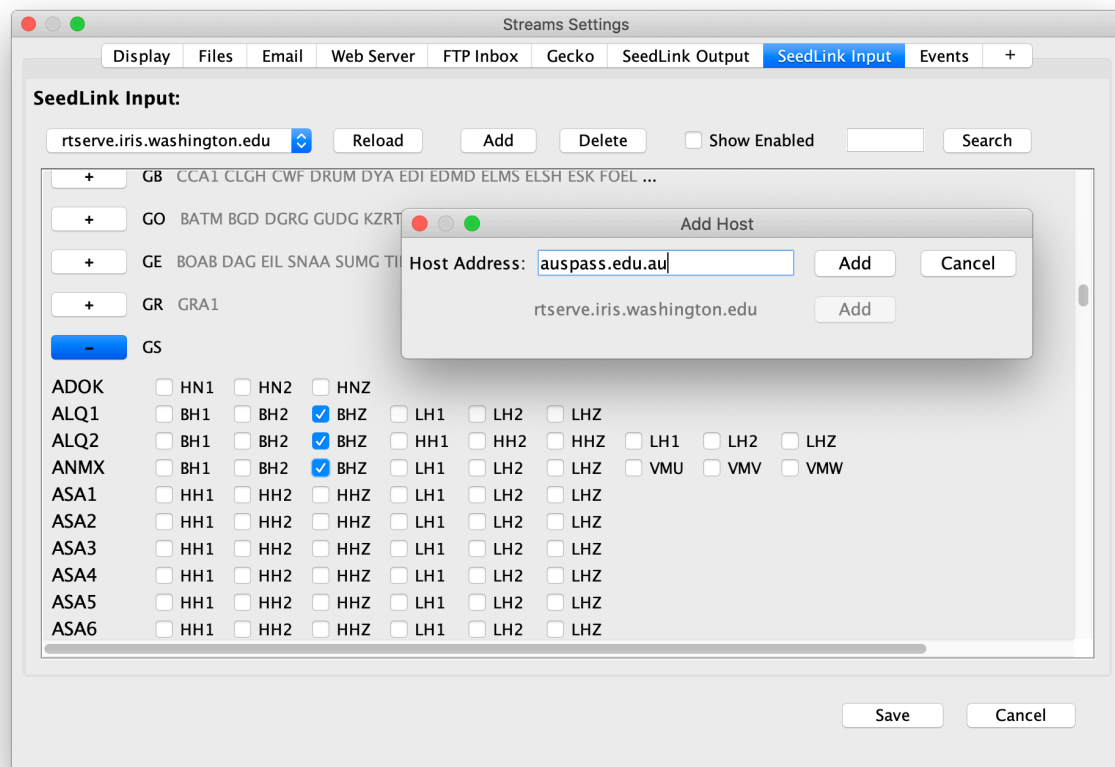 Streams Settings
Display Files Email Web Server FTP Inbox Gecko SeedLink Output SeedLink Input Events +
SeedLink Input:
rtserve.iris.washington.edu Reload Add Delete Show Enabled Search
+ GB CCA1 CLGH CWF DRUM DYA EDI EDMD ELMS ELSH ESK FOEL ...
+ GO BATM BGD DGRG GUDG KZRT
+ GE BOAB DAG EIL SNAA SUMG
+ GR GRA1
- GS
Add Host
Host Address: auspass.edu.au Add Cancel
rtserve.iris.washington.edu Add
ADOK HN1 HN2 HNZ
ALQ1 BH1 BH2 BHZ LH1 LH2 LHZ
ALQ2 BH1 BH2 BHZ HH1 HH2 HHZ LH1 LH2 LHZ
ANMX BH1 BH2 BHZ LH1 LH2 LHZ VMU VMV VMW
ASA1 HH1 HH2 HHZ LH1 LH2 LHZ
ASA2 HH1 HH2 HHZ LH1 LH2 LHZ
ASA3 HH1 HH2 HHZ LH1 LH2 LHZ
ASA4 HH1 HH2 HHZ LH1 LH2 LHZ
ASA5 HH1 HH2 HHZ LH1 LH2 LHZ
ASA6 HH1 HH2 HHZ LH1 LH2 LHZ
Save Cancel